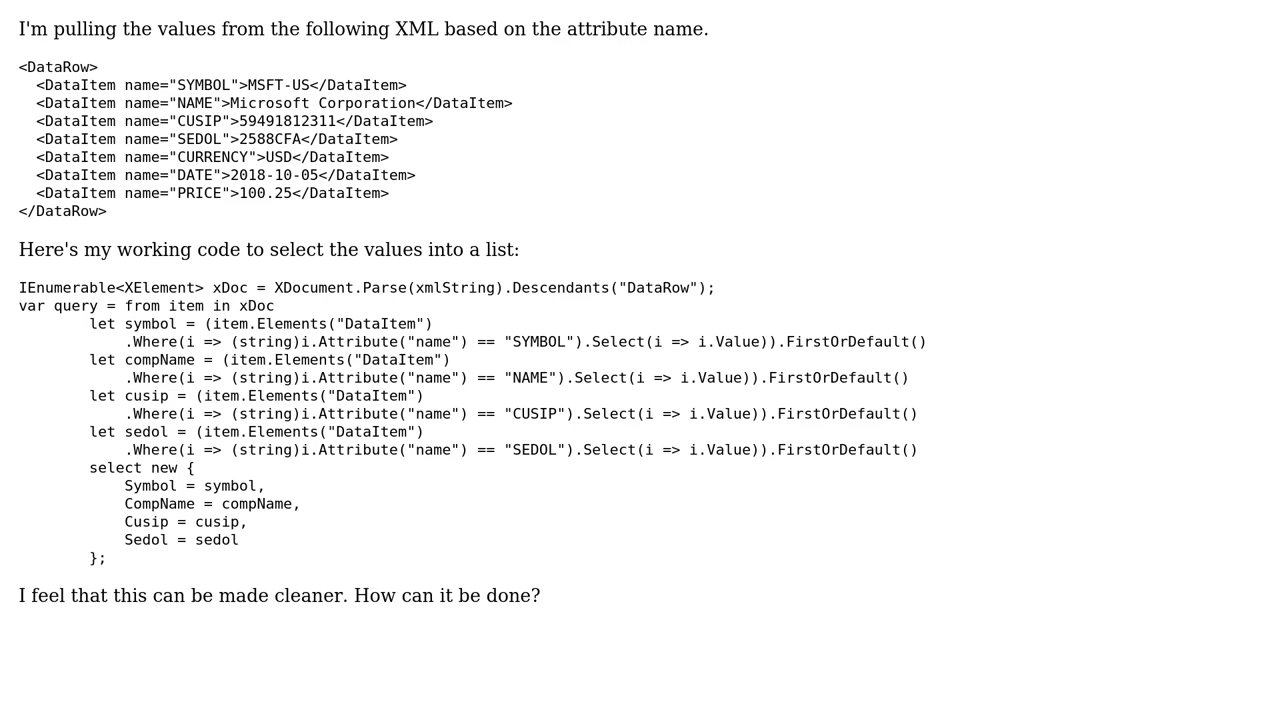 I'm pulling the values from the following XML based on the attribute name.
<DataRow>
  <DataItem name="SYMBOL">MSFT-US</DataItem>
  <DataItem name="NAME">Microsoft Corporation</DataItem>
  <DataItem name="CUSIP">59491812311</DataItem>
  <DataItem name="SEDOL">2588CFA</DataItem>
  <DataItem name="CURRENCY">USD</DataItem>
  <DataItem name="DATE">2018-10-05</DataItem>
  <DataItem name="PRICE">100.25</DataItem>
</DataRow>
Here's my working code to select the values into a list:
IEnumerable<XElement> xDoc = XDocument.Parse(xmlString).Descendants("DataRow");
var query = from item in xDoc
        let symbol = (item.Elements("DataItem")
            .Where(i => (string)i.Attribute("name") == "SYMBOL").Select(i => i.Value)).FirstOrDefault()
        let compName = (item.Elements("DataItem")
            .Where(i => (string)i.Attribute("name") == "NAME").Select(i => i.Value)).FirstOrDefault()
        let cusip = (item.Elements("DataItem")
            .Where(i => (string)i.Attribute("name") == "CUSIP").Select(i => i.Value)).FirstOrDefault()
        let sedol = (item.Elements("DataItem")
            .Where(i => (string)i.Attribute("name") == "SEDOL").Select(i => i.Value)).FirstOrDefault()
        select new {
            Symbol = symbol,
            CompName = compName,
            Cusip = cusip,
            Sedol = sedol
        };
I feel that this can be made cleaner. How can it be done?